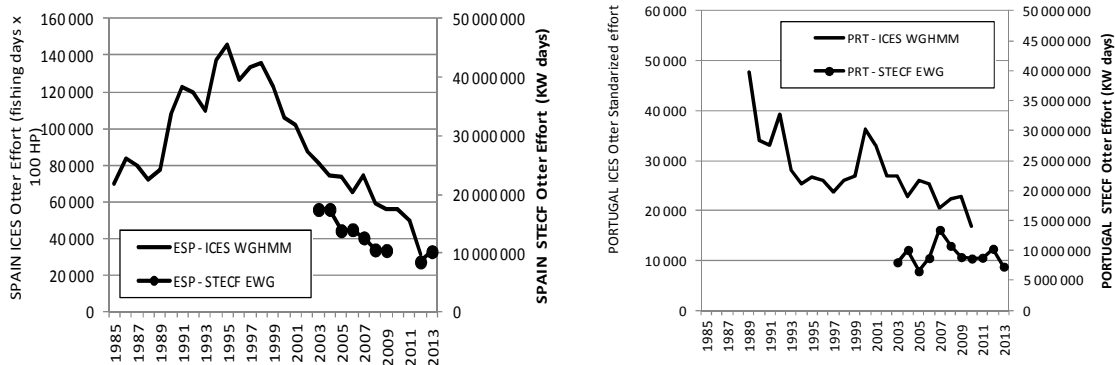 SPAIN ICES Otter Effort (fishing days x
100 HP)
160 000
140 000
120 000
100 000
80 000
60 000
40 000
20 000
0
ESP - ICES WGHMM
ESP - STECF EWG
50 000 000
40 000 000
30 000 000
20 000 000
10 000 000
0
SPAIN STECF Otter Effort (KW days)
1985
1987
1989
1991
1993
1995
1997
1999
2001
2003
2005
2007
2009
2011
2013
PORTUGAL ICES Otter Standarized effort
60 000
50 000
40 000
30 000
20 000
10 000
0
PRT - ICES WGHMM
PRT - STECF EWG
50 000 000
45 000 000
40 000 000
35 000 000
30 000 000
25 000 000
20 000 000
15 000 000
10 000 000
5 000 000
0
PORTUGAL STECF Otter Effort (KW days)
1985
1987
1989
1991
1993
1995
1997
1999
2001
2003
2005
2007
2009
2011
2013